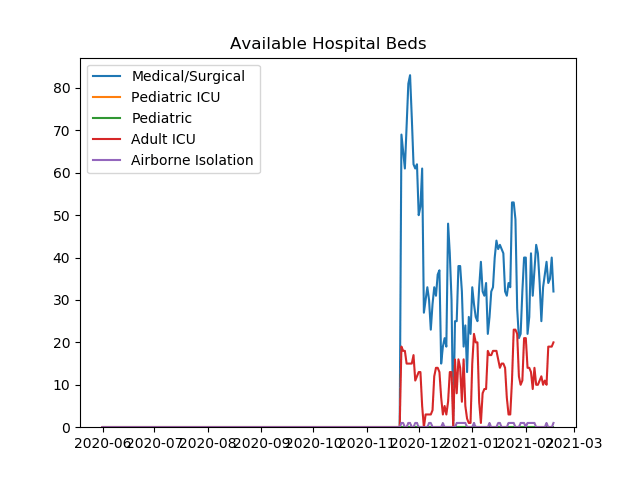 Available Hospital Beds
Medical/Surgical
Pediatric ICU
Pediatric
Adult ICU
Airborne Isolation
80
70
60
50
40
30
20
10
0
2020-06 2020-07 2020-08 2020-09 2020-10 2020-11 2020-12 2021-01 2021-02 2021-03